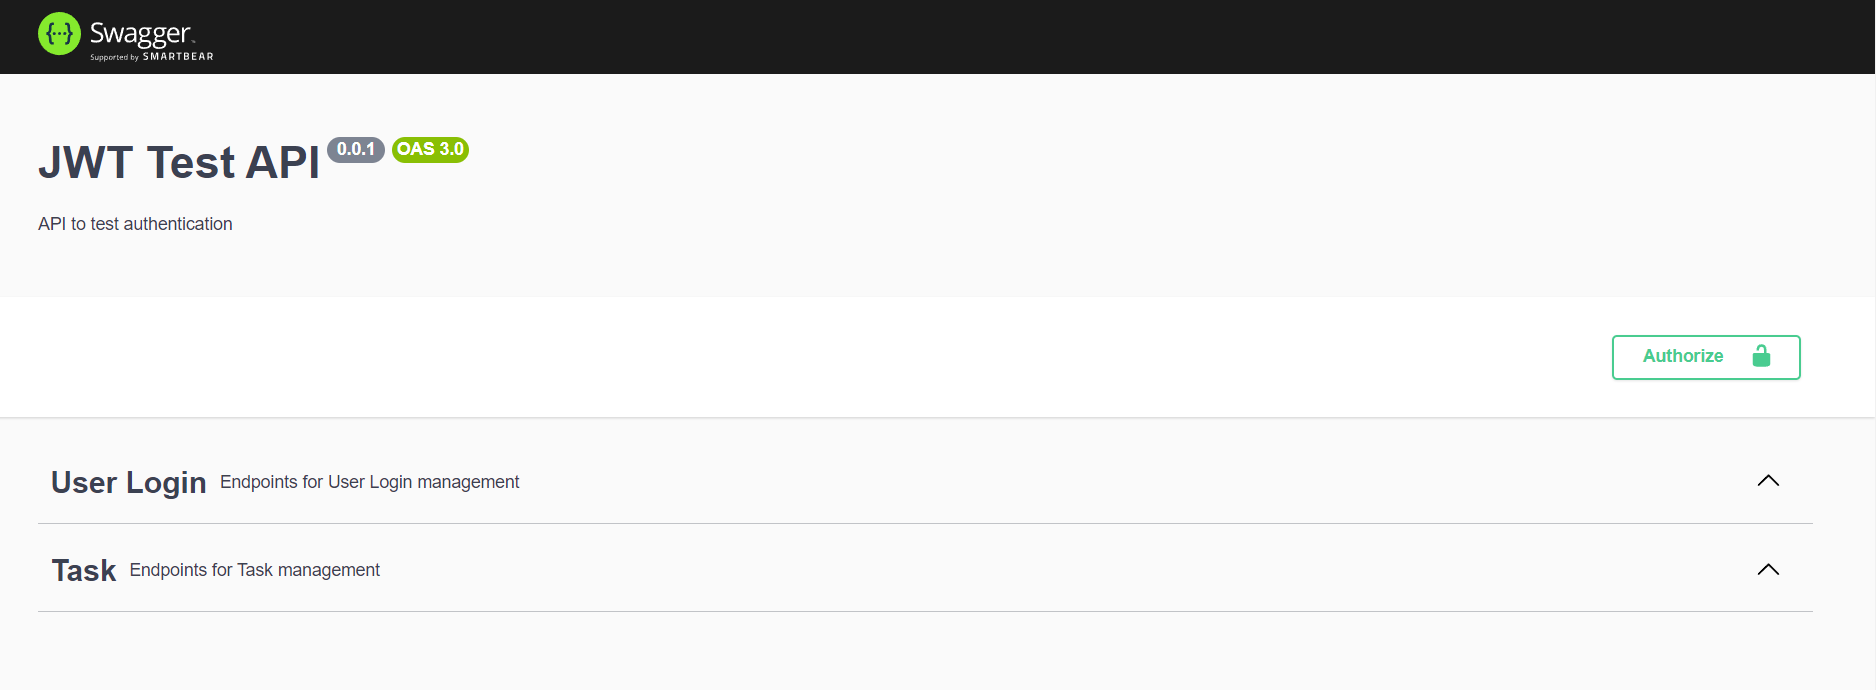 Swagger
Supported by SMARTBEAR
JWT Test API 0.0.1 OAS 3.0
API to test authentication
Authorize
User Login Endpoints for User Login management
Task Endpoints for Task management